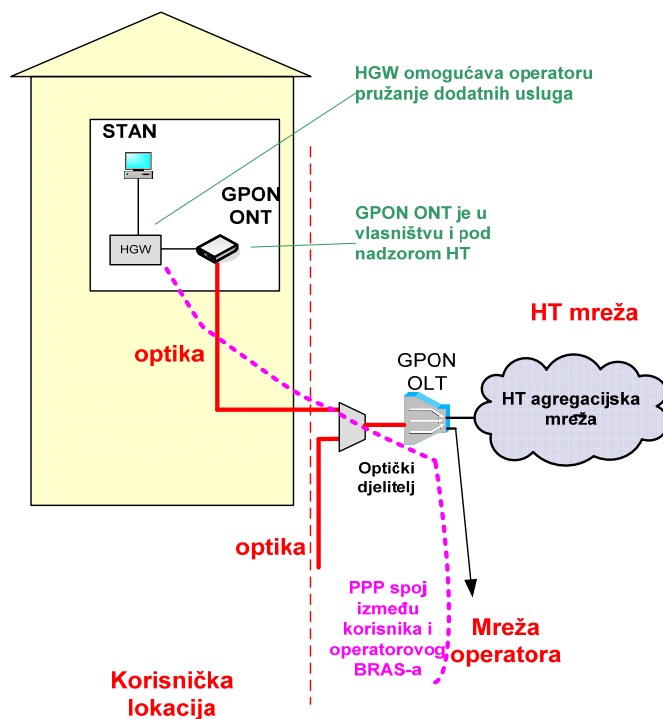 HGW omogućava operatoru
pružanje dodatnih usluga
STAN
GPON
ONT
HGW
GPON ONT je u
vlasništvu i pod
nadzorom HT
HT mreža
optika
GPON
OLT
HT agregacijska
mreža
Optički
djelitelj
optika
PPP spoj
između
korisnika i
operatorovog
BRAS-a
Mreža
operatora
Korisnička
lokacija